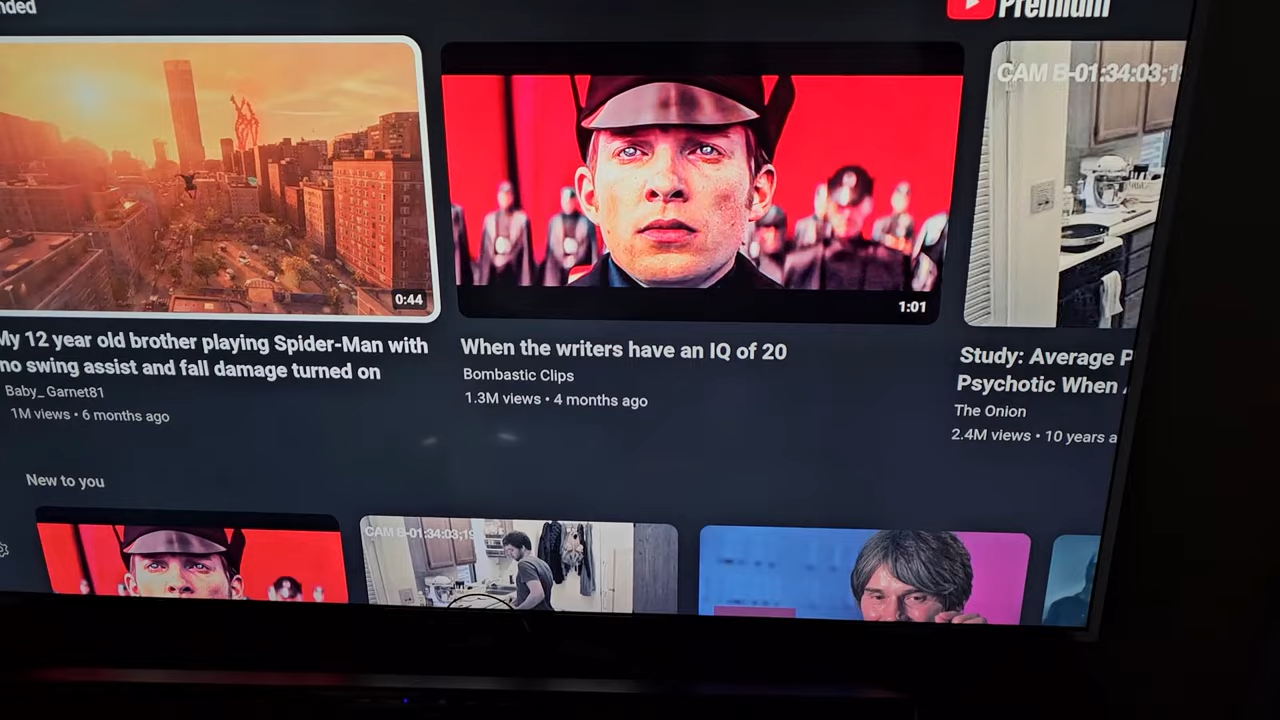 nded
Premium
0:44
1:01
CAM B-01:34:03;1
My 12 year old brother playing Spider-Man with
no swing assist and fall damage turned on
Baby_Garnet81
1M views • 6 months ago
When the writers have an IQ of 20
Bombastic Clips
1.3M views • 4 months ago
Study: Average P
Psychotic When
The Onion
2.4M views • 10 years a
New to you
CAM B-01:34:03;19